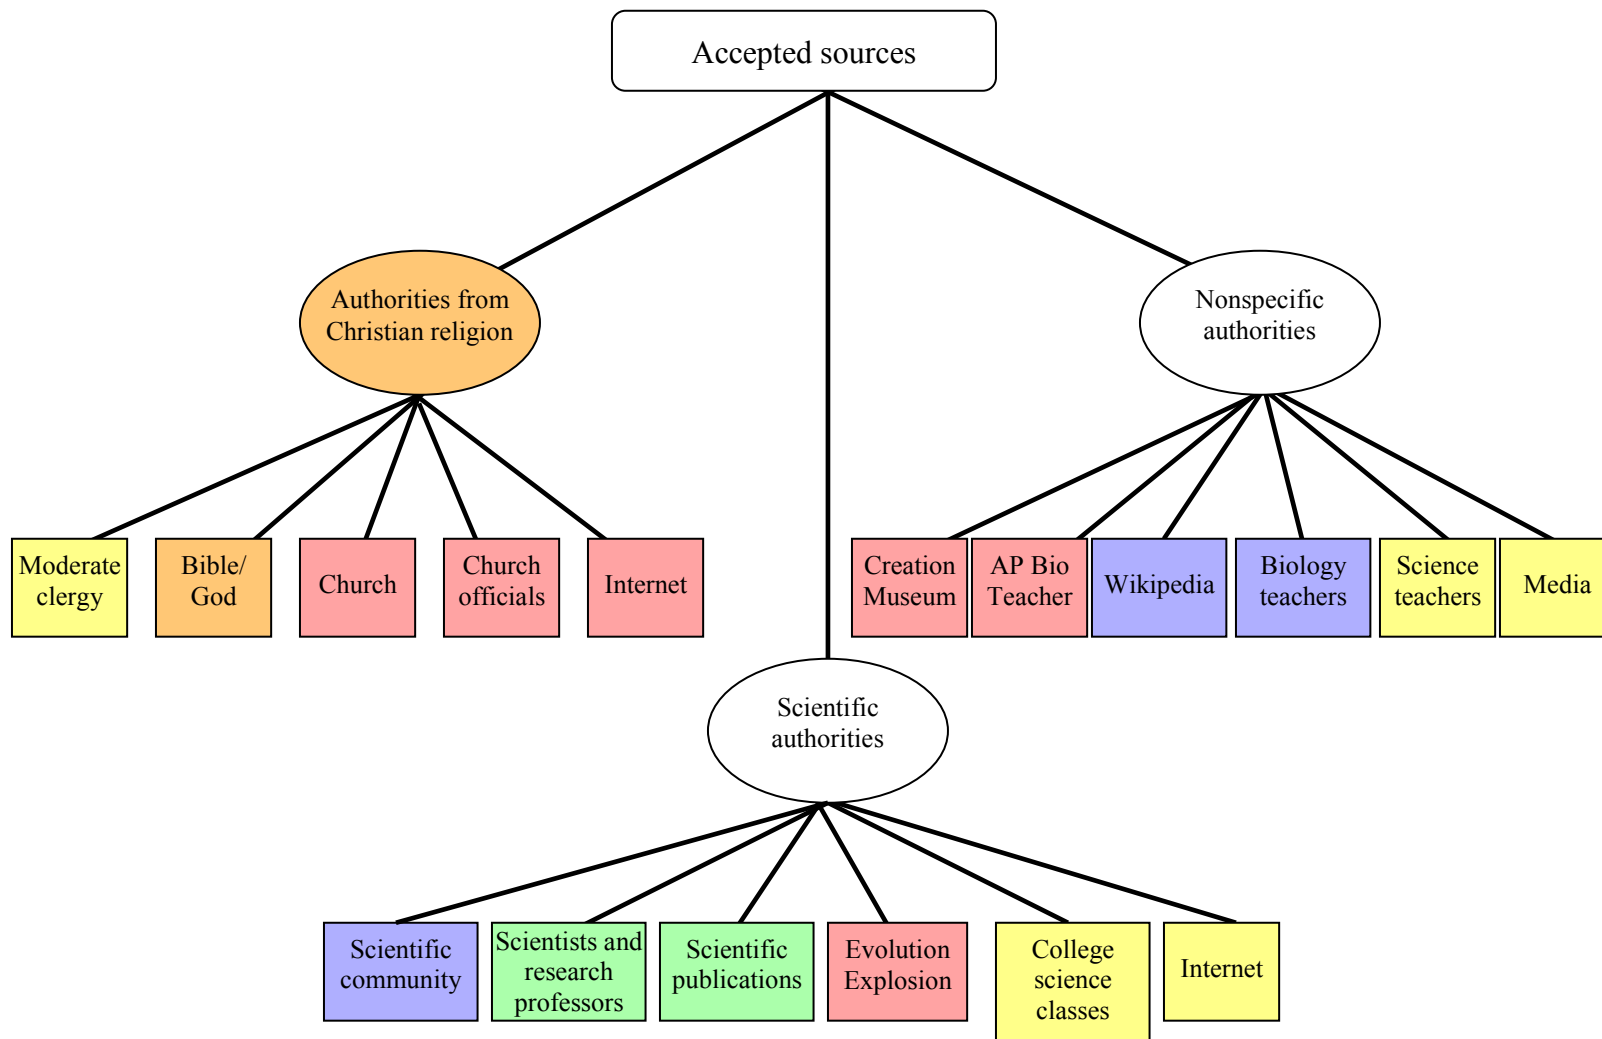 Accepted sources
Authorities from
Christian religion
Nonspecific
authorities
Moderate
clergy
Bible/
God
Church
Church
officials
Internet
Creation
Museum
AP Bio
Teacher
Wikipedia
Biology
teachers
Science
teachers
Media
Scientific
authorities
Scientific
community
Scientists and
research
professors
Scientific
publications
Evolution
Explosion
College
science
classes
Internet